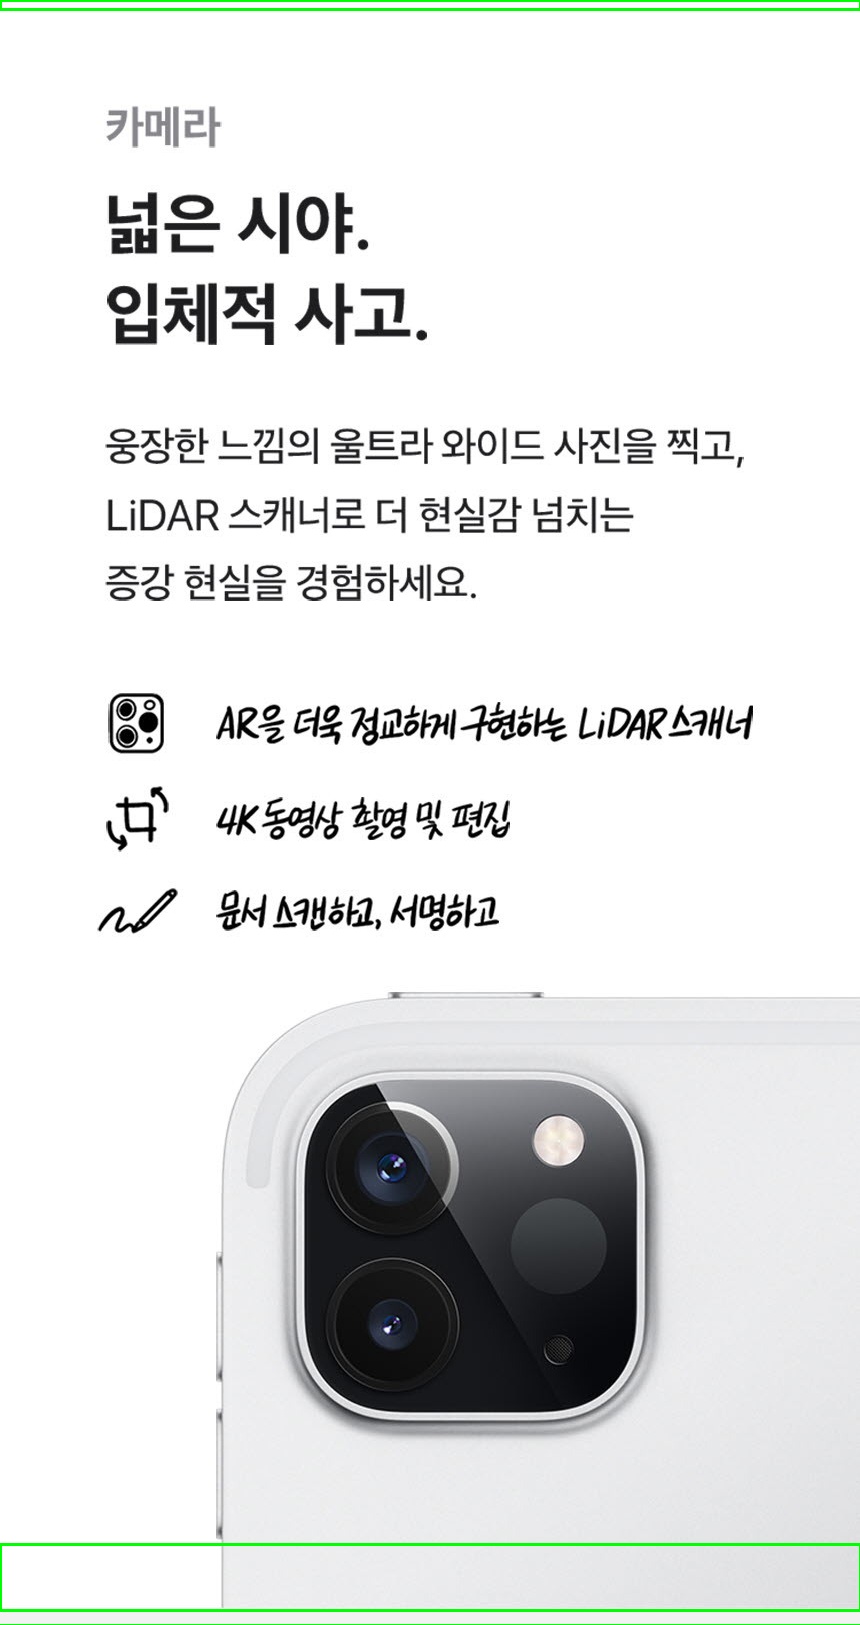 카메라
넓은 시야.
입체적 사고.
웅장한 느낌의 울트라 와이드 사진을 찍고,
LiDAR 스캐너로 더 현실감 넘치는
증강 현실을 경험하세요.
AR을 더욱 정교하게 구현하는 LiDAR 스캐너
4K 동영상 촬영 및 편집
문서 스캔하고, 서명하고